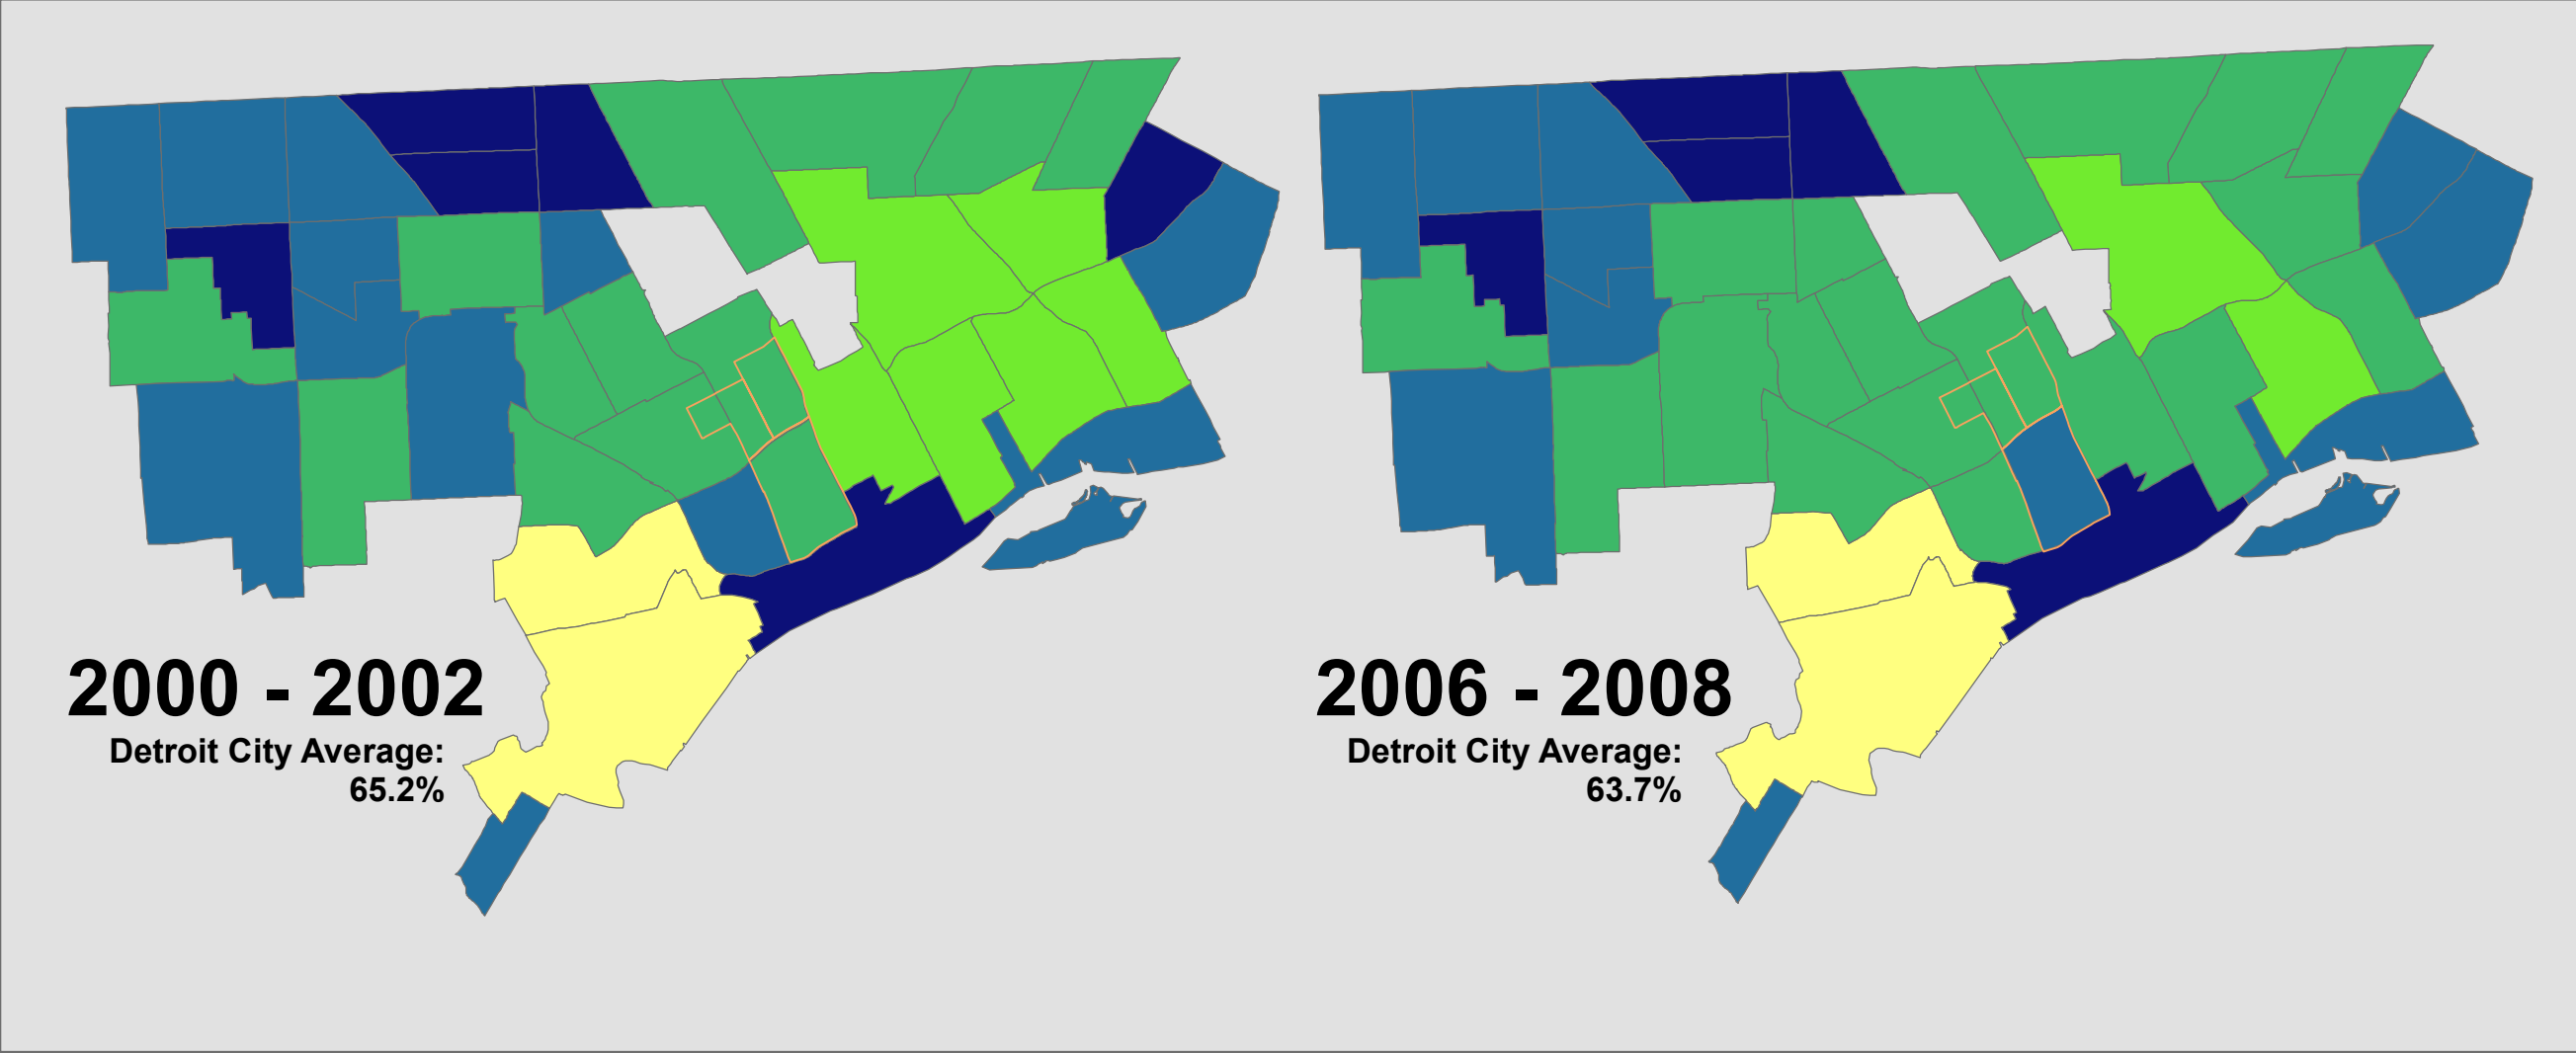 2000 - 2002
Detroit City Average:
65.2%
2006 - 2008
Detroit City Average:
63.7%